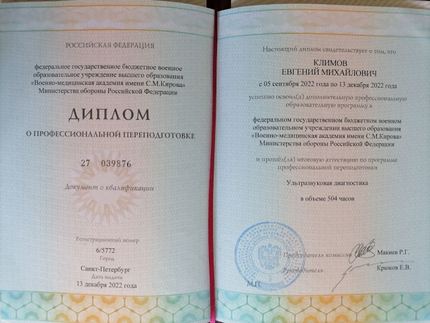 РОССИЙСКАЯ ФЕДЕРАЦИЯ
федеральное государственное бюджетное военное
образовательное учреждение высшего образования
«Военно-медицинская академия имени С.М.Кирова»
Министерства обороны Российской Федерации
ДИПЛОМ
О ПРОФЕССИОНАЛЬНОЙ ПЕРЕПОДГОТОВКЕ
27 039876
Документ о квалификации
Регистрационный номер
6/5772
Город
Санкт-Петербург
Дата выдачи
13 декабря 2022 года
Настоящий диплом свидетельствует о том, что
КЛИМОВ
ЕВГЕНИЙ МИХАЙЛОВИЧ
с 05 сентября 2022 года по 13 декабря 2022 года
успешно освоил(а) дополнительную профессиональную
образовательную программу в
федеральном государственном бюджетном военном
образовательном учреждении высшего образования
«Военно-медицинская академия имени С.М.Кирова»
Министерства обороны Российской Федерации
и прошёл(ла) итоговую аттестацию по программе
профессиональной переподготовки
Ультразвуковая диагностика
в объеме 504 часов
Председатель комиссии Макиев Р.Г.
Руководитель Крюков Е.В.
М.П.